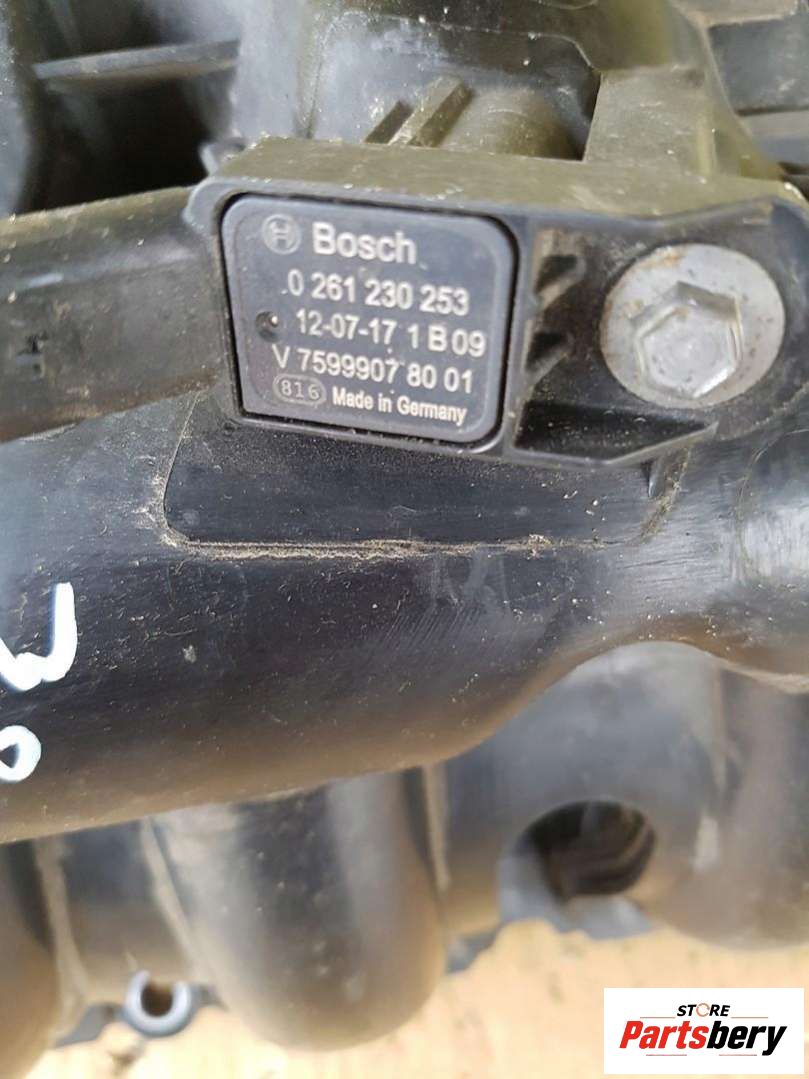 Bosch
0 261 230 253
12-07-17 1 B 09
V 7599907 80 01
816 Made in Germany
STORE
Partsbery